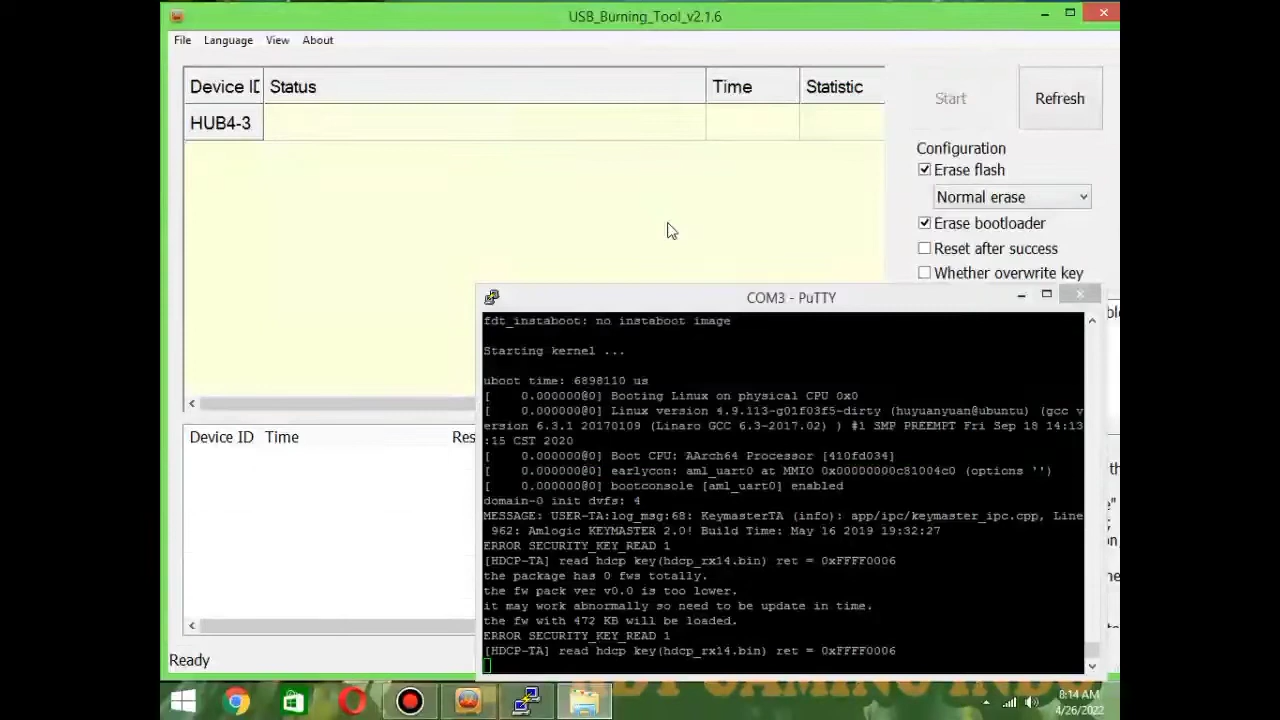 USB_Burning_Tool_v2.1.6
File Language View About
Device ID Status Time Statistic
HUB4-3
Start Refresh
Configuration
Erase flash
Normal erase
Erase bootloader
Reset after success
Whether overwrite key
Device ID Time Res
Ready
COM3 - PuTTY
fdt_instaboot: no instaboot image
Starting kernel ...
uboot time: 6898110 us
[    0.000000@0] Booting Linux on physical CPU 0x0
[    0.000000@0] Linux version 4.9.113-g01f03f5-dirty (huyuanyuan@ubuntu) (gcc v
ersion 6.3.1 20170109 (Linaro GCC 6.3-2017.02) ) #1 SMP PREEMPT Fri Sep 18 14:13
:15 CST 2020
[    0.000000@0] Boot CPU: AArch64 Processor [410fd034]
[    0.000000@0] earlycon: aml_uart0 at MMIO 0x00000000c81004c0 (options '')
[    0.000000@0] bootconsole [aml_uart0] enabled
domain-0 init dvfs: 4
MESSAGE: USER-TA:log_msg:68: KeymasterTA (info): app/ipc/keymaster_ipc.cpp, Line
962: Amlogic KEYMASTER 2.0! Build Time: May 16 2019 19:32:27
ERROR SECURITY_KEY_READ 1
[HDCP-TA] read hdcp key(hdcp_rx14.bin) ret = 0xFFFF0006
the package has 0 fws totally.
the fw pack ver v0.0 is too lower.
it may work abnormally so need to be update in time.
the fw with 472 KB will be loaded.
ERROR SECURITY_KEY_READ 1
[HDCP-TA] read hdcp key(hdcp_rx14.bin) ret = 0xFFFF0006
8:14 AM
4/26/2022